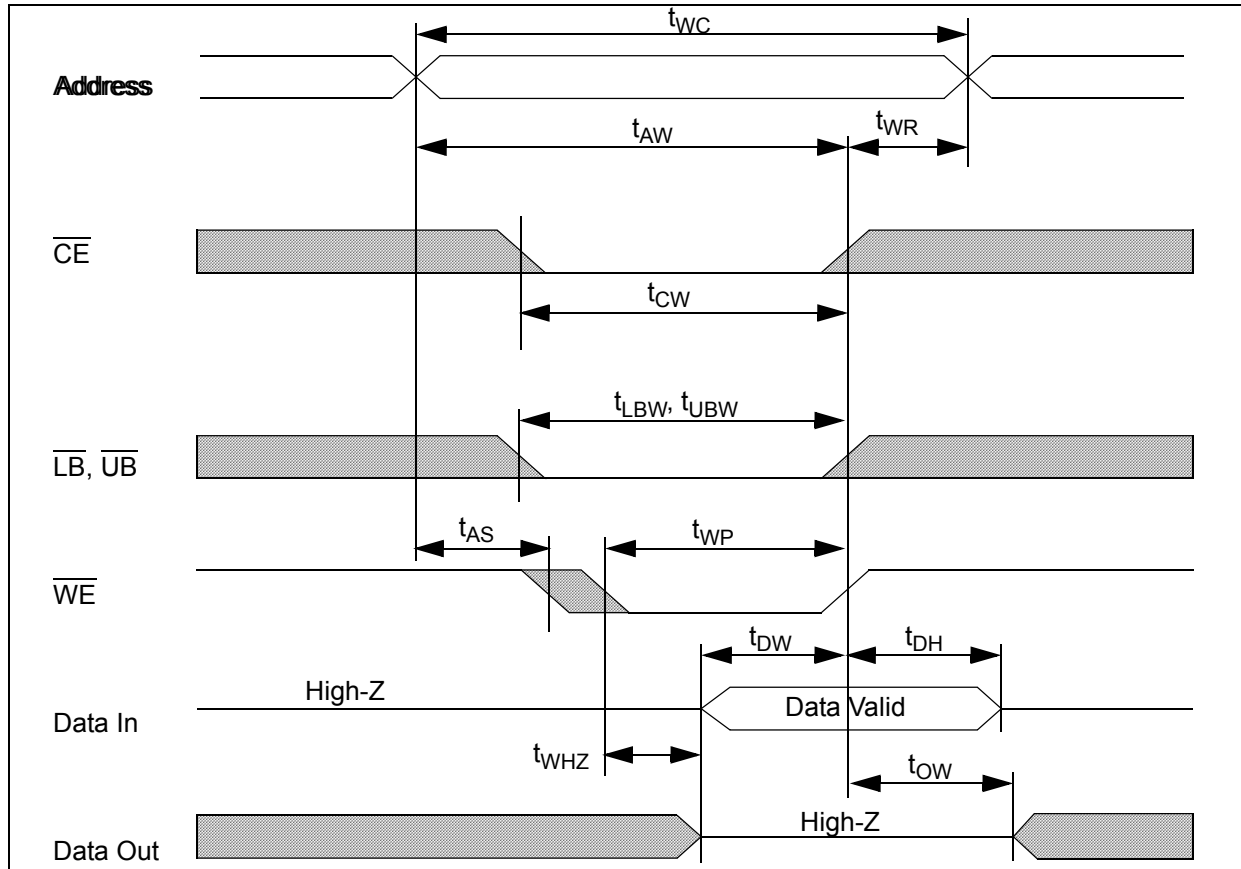 tWC
Address
tAW
tWR
CE
tCW
tLBW, tUBW
LB, UB
tAS
tWP
WE
tDW
tDH
High-Z
Data Valid
Data In
tWHZ
tOW
High-Z
Data Out